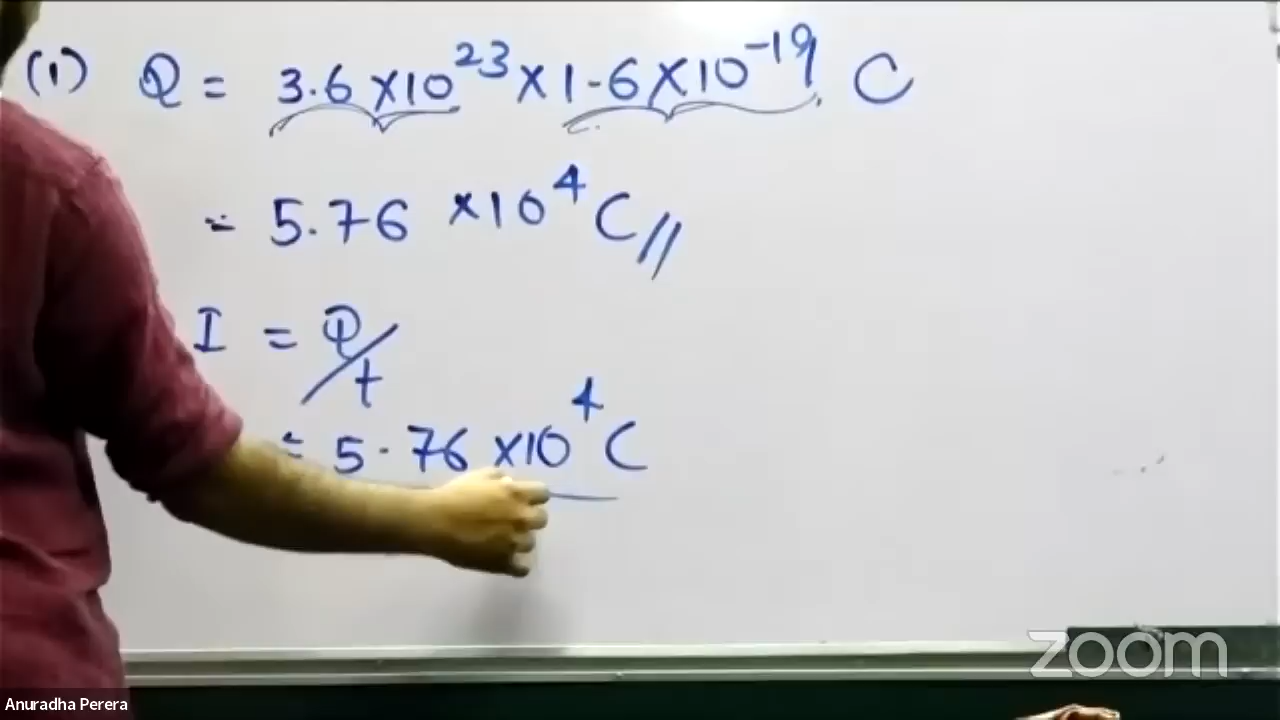 (1) Q = 3.6 ×10²³ × 1.6 ×10⁻¹⁹ C
= 5.76 ×10⁴ C //
I = Q/t
= 5.76 ×10⁴ C
zoom
Anuradha Perera